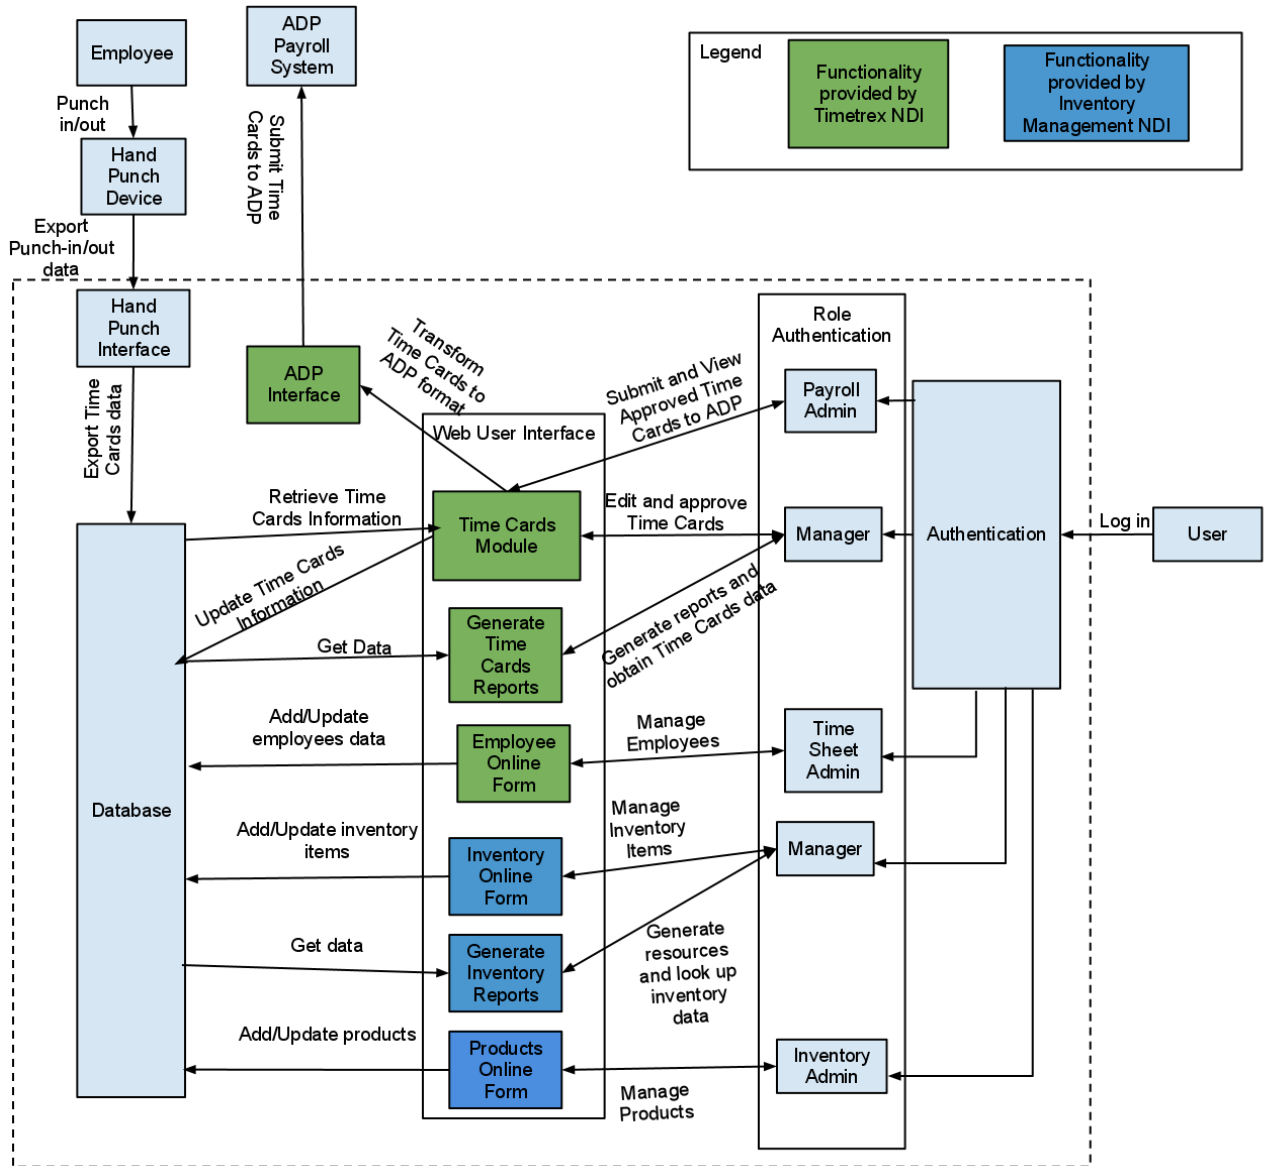 Employee
ADP
Payroll
System
Legend
Functionality
provided by
Timetrex NDI
Functionality
provided by
Inventory
Management NDI
Punch
in/out
Submit Time
Cards to ADP
Hand
Punch
Device
Export
Punch-in/out
data
Hand
Punch
Interface
ADP
Interface
Transform
Time Cards to
ADP format
Export Time
Cards data
Web User Interface
Submit and View
Approved Time
Cards to ADP
Role
Authentication
Payroll
Admin
Retrieve Time
Cards Information
Time Cards
Module
Edit and approve
Time Cards
Manager
Authentication
Log in
User
Update Time Cards
Information
Get Data
Generate
Time
Cards
Reports
Generate reports and
obtain Time Cards data
Add/Update
employees data
Employee
Online
Form
Manage
Employees
Time
Sheet
Admin
Database
Add/Update inventory
items
Inventory
Online
Form
Manage
Inventory
Items
Manager
Get data
Generate
Inventory
Reports
Generate
resources
and look up
inventory
data
Add/Update products
Products
Online
Form
Manage
Products
Inventory
Admin